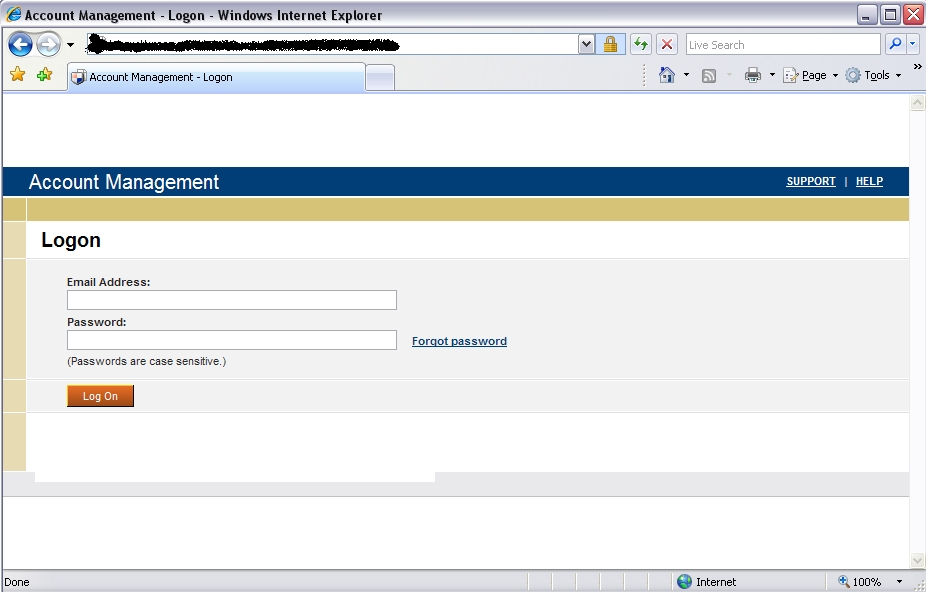 Account Management - Logon - Windows Internet Explorer
Live Search
Account Management - Logon
Page
Tools
»
Account Management
SUPPORT | HELP
Logon
Email Address:
Password:
Forgot password
(Passwords are case sensitive.)
Log On
Done
Internet
100%